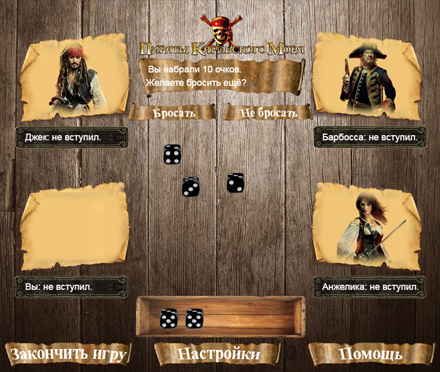 Пираты Карибского Моря
Вы набрали 10 очков.
Желаете бросить ещё?
Бросать
Не бросать
Джек: не вступил.
Барбосса: не вступил.
Вы: не вступил.
Анжелика: не вступил.
Закончить игру
Настройки
Помощь